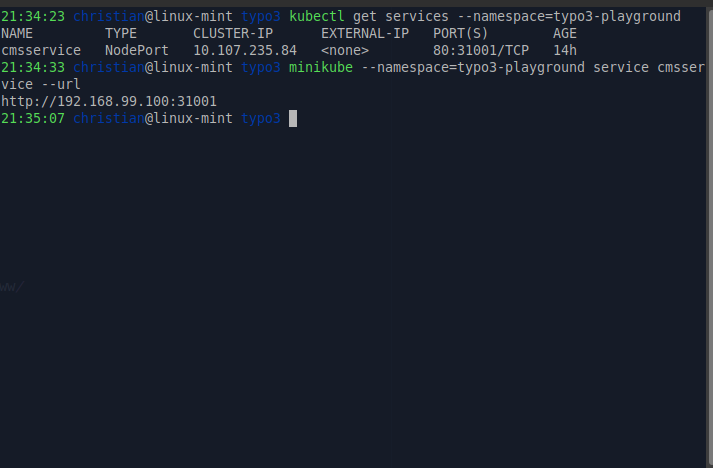 21:34:23 christian@linux-mint typo3 kubectl get services --namespace=typo3-playground
NAME         TYPE       CLUSTER-IP      EXTERNAL-IP   PORT(S)        AGE
cmsservice   NodePort   10.107.235.84   <none>        80:31001/TCP   14h
21:34:33 christian@linux-mint typo3 minikube --namespace=typo3-playground service cmsser
vice --url
http://192.168.99.100:31001
21:35:07 christian@linux-mint typo3
ww/